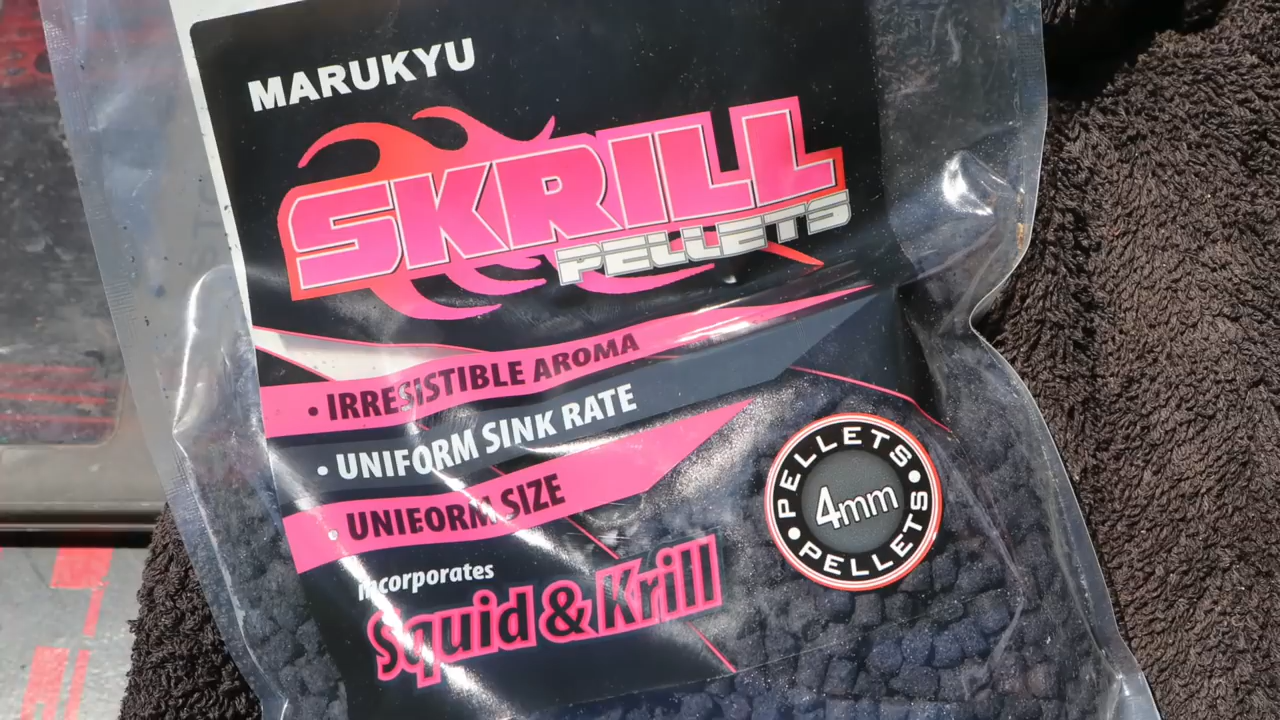 MARUKYU
SKRILL
PELLETS
• IRRESISTIBLE AROMA
• UNIFORM SINK RATE
• UNIFORM SIZE
incorporates
Squid & Krill
PELLETS
4mm
PELLETS